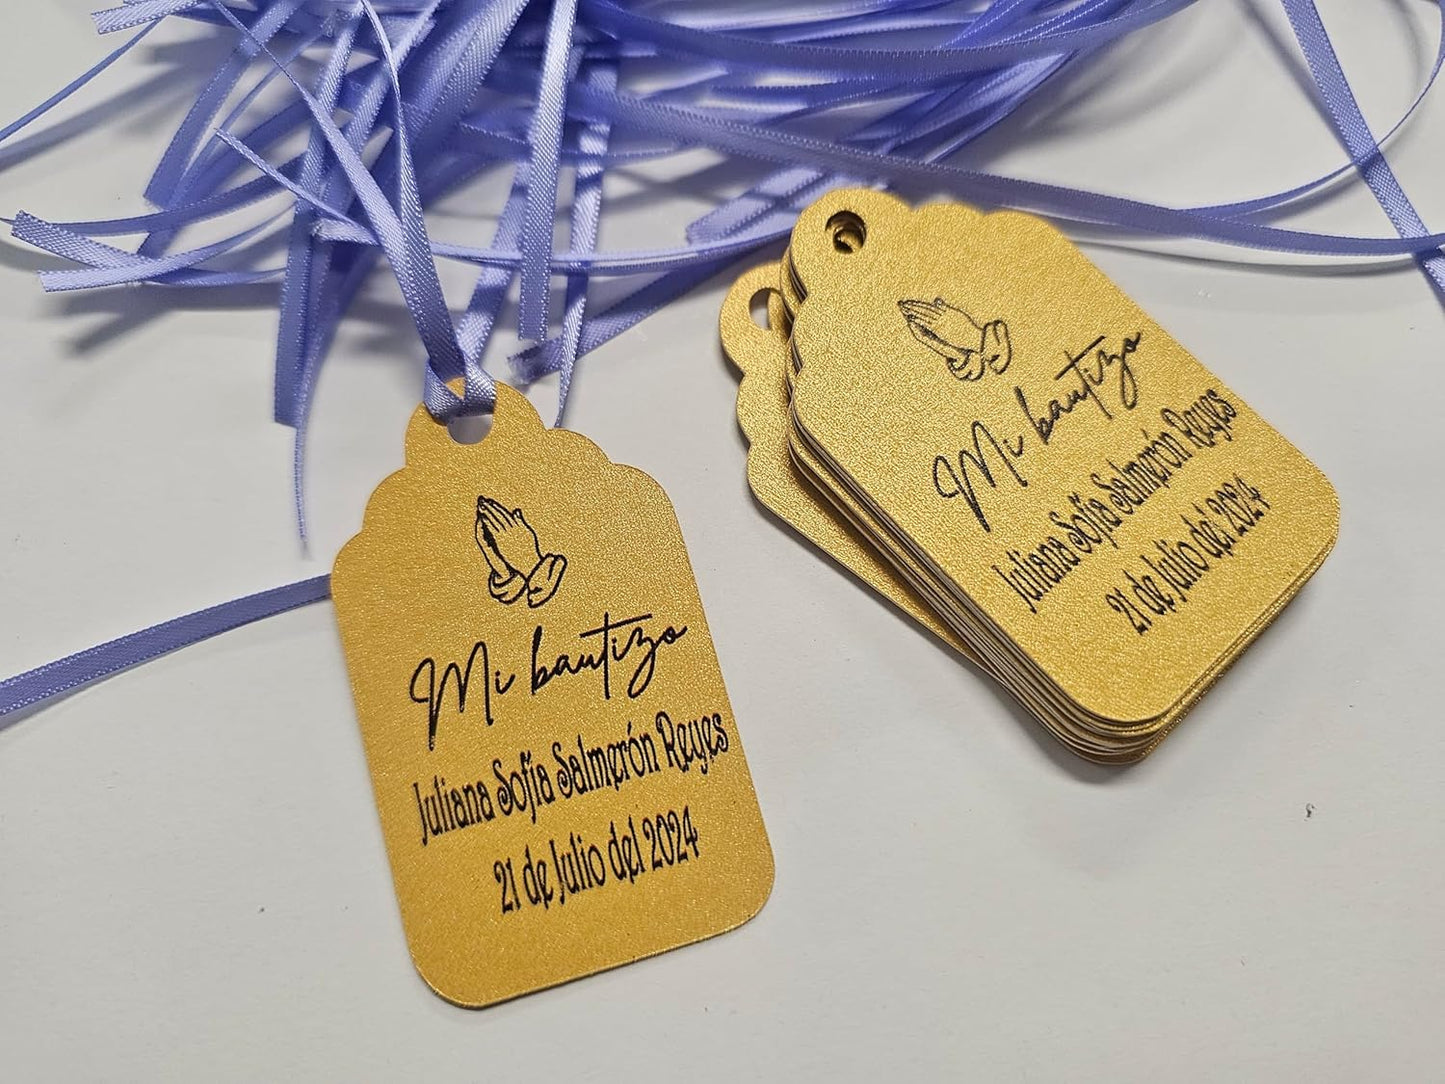 Mi bautizo
Juliana Sofía Salmerón Reyes
21 de Julio del 2024
Mi bautizo
Juliana Sofía Salmerón Reyes
21 de Julio del 2024